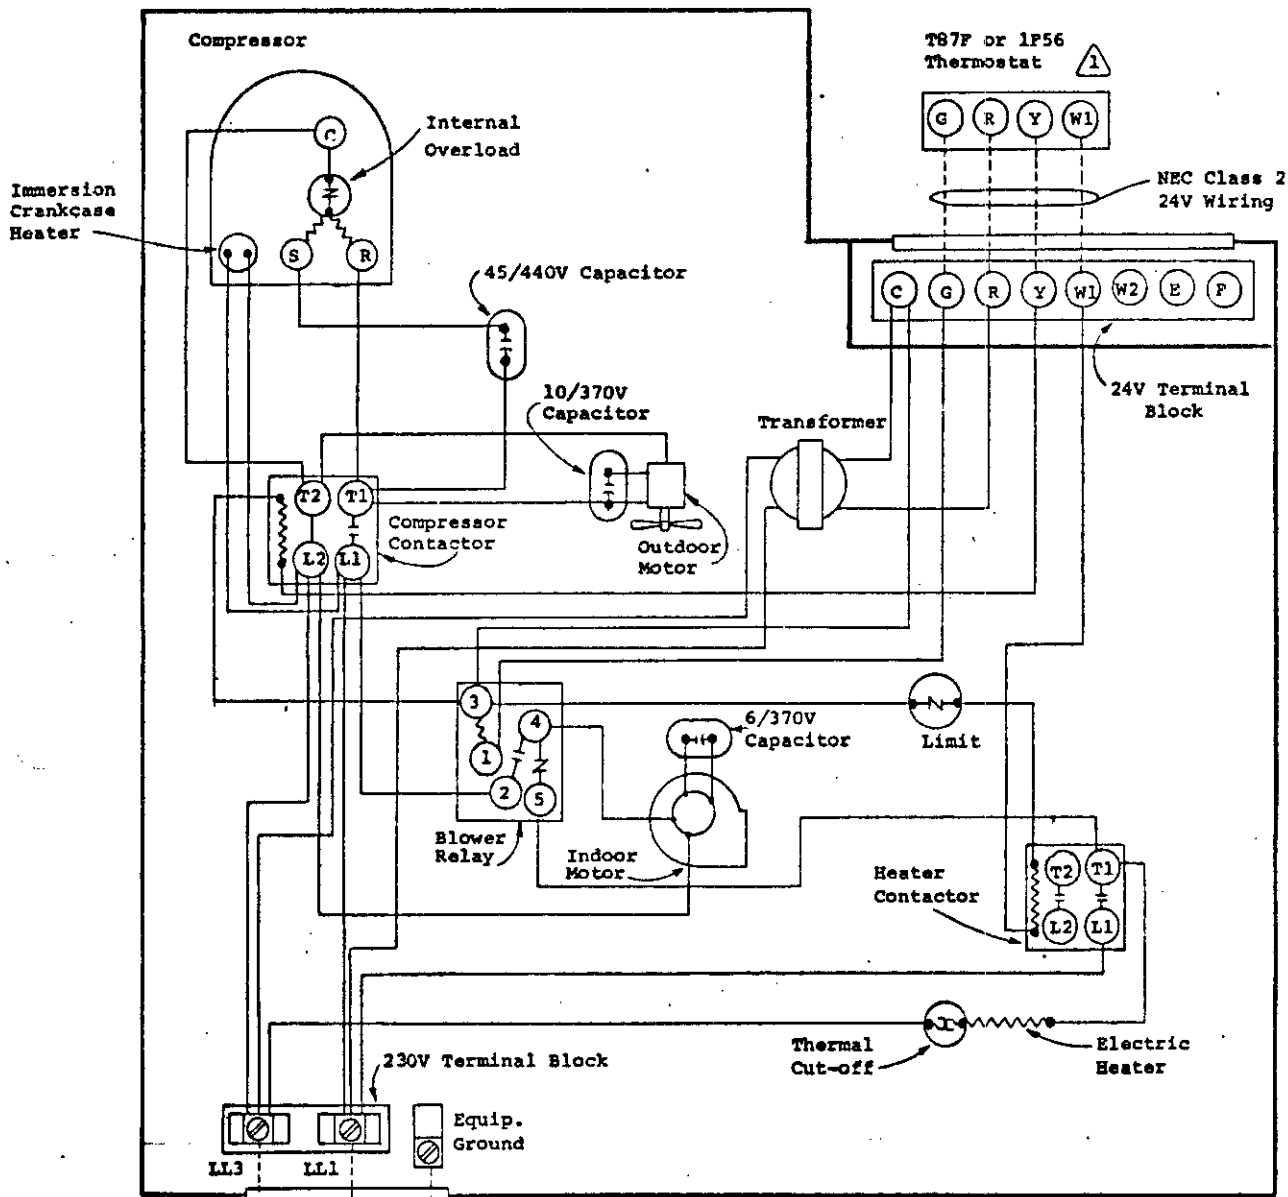 Compressor
T87F or 1P56
Thermostat
1
G R Y W1
C
Internal
Overload
NEC Class 2
24V Wiring
Immersion
Crankcase
Heater
S R
45/440V Capacitor
C G R Y W1 W2 E F
10/370V
Capacitor
24V Terminal
Block
Transformer
T2 T1
Compressor
Contactor
L2 L1
Outdoor
Motor
3
4
1
2
5
6/370V
Capacitor
Limit
Blower
Relay
Indoor
Motor
Heater
Contactor
T2 T1
L2 L1
Thermal
Cut-off
Electric
Heater
230V Terminal Block
Equip.
Ground
LL3 LL1